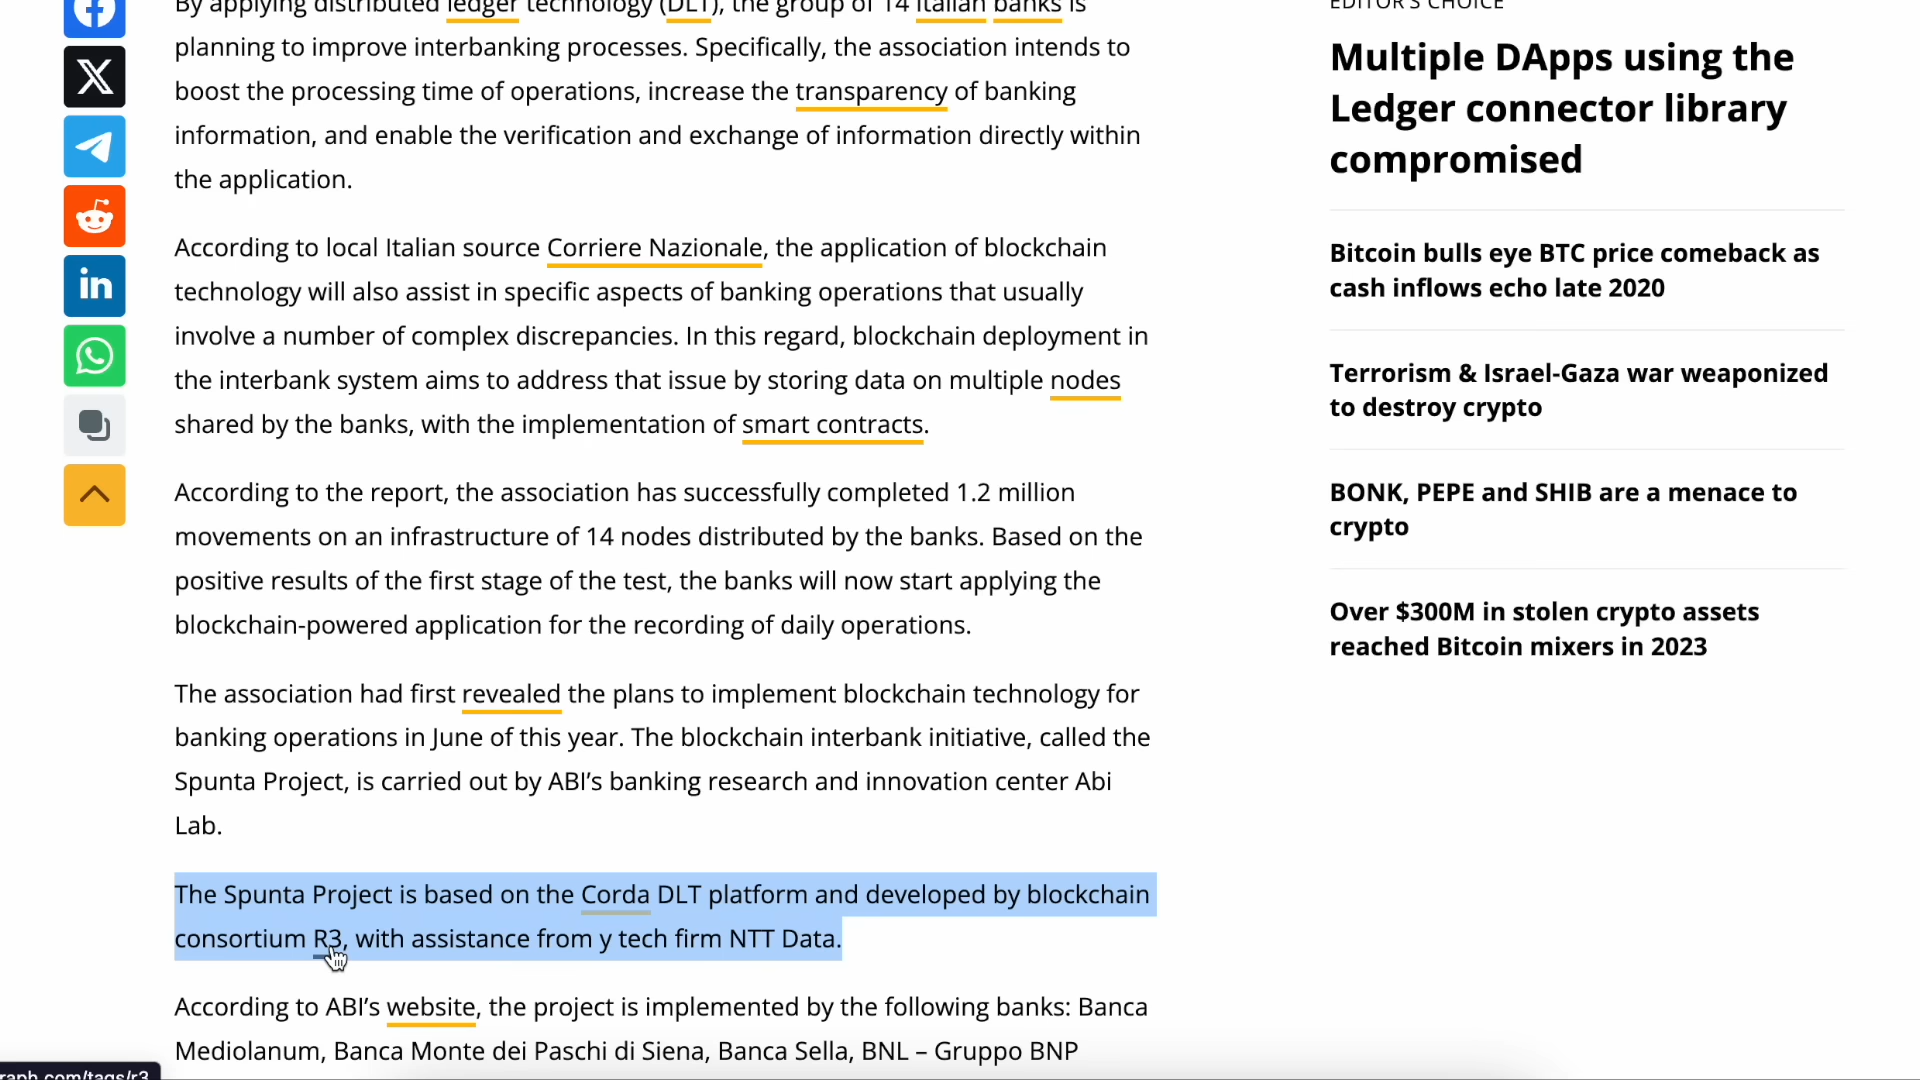 By applying distributed ledger technology (DLT), the group of 14 Italian banks is
planning to improve interbanking processes. Specifically, the association intends to
boost the processing time of operations, increase the transparency of banking
information, and enable the verification and exchange of information directly within
the application.
According to local Italian source Corriere Nazionale, the application of blockchain
technology will also assist in specific aspects of banking operations that usually
involve a number of complex discrepancies. In this regard, blockchain deployment in
the interbank system aims to address that issue by storing data on multiple nodes
shared by the banks, with the implementation of smart contracts.
According to the report, the association has successfully completed 1.2 million
movements on an infrastructure of 14 nodes distributed by the banks. Based on the
positive results of the first stage of the test, the banks will now start applying the
blockchain-powered application for the recording of daily operations.
The association had first revealed the plans to implement blockchain technology for
banking operations in June of this year. The blockchain interbank initiative, called the
Spunta Project, is carried out by ABI’s banking research and innovation center Abi
Lab.
The Spunta Project is based on the Corda DLT platform and developed by blockchain
consortium R3, with assistance from y tech firm NTT Data.
According to ABI’s website, the project is implemented by the following banks: Banca
Mediolanum, Banca Monte dei Paschi di Siena, Banca Sella, BNL – Gruppo BNP
raph.com/tags/r3
EDITOR’S CHOICE
Multiple DApps using the
Ledger connector library
compromised
Bitcoin bulls eye BTC price comeback as
cash inflows echo late 2020
Terrorism & Israel-Gaza war weaponized
to destroy crypto
BONK, PEPE and SHIB are a menace to
crypto
Over $300M in stolen crypto assets
reached Bitcoin mixers in 2023